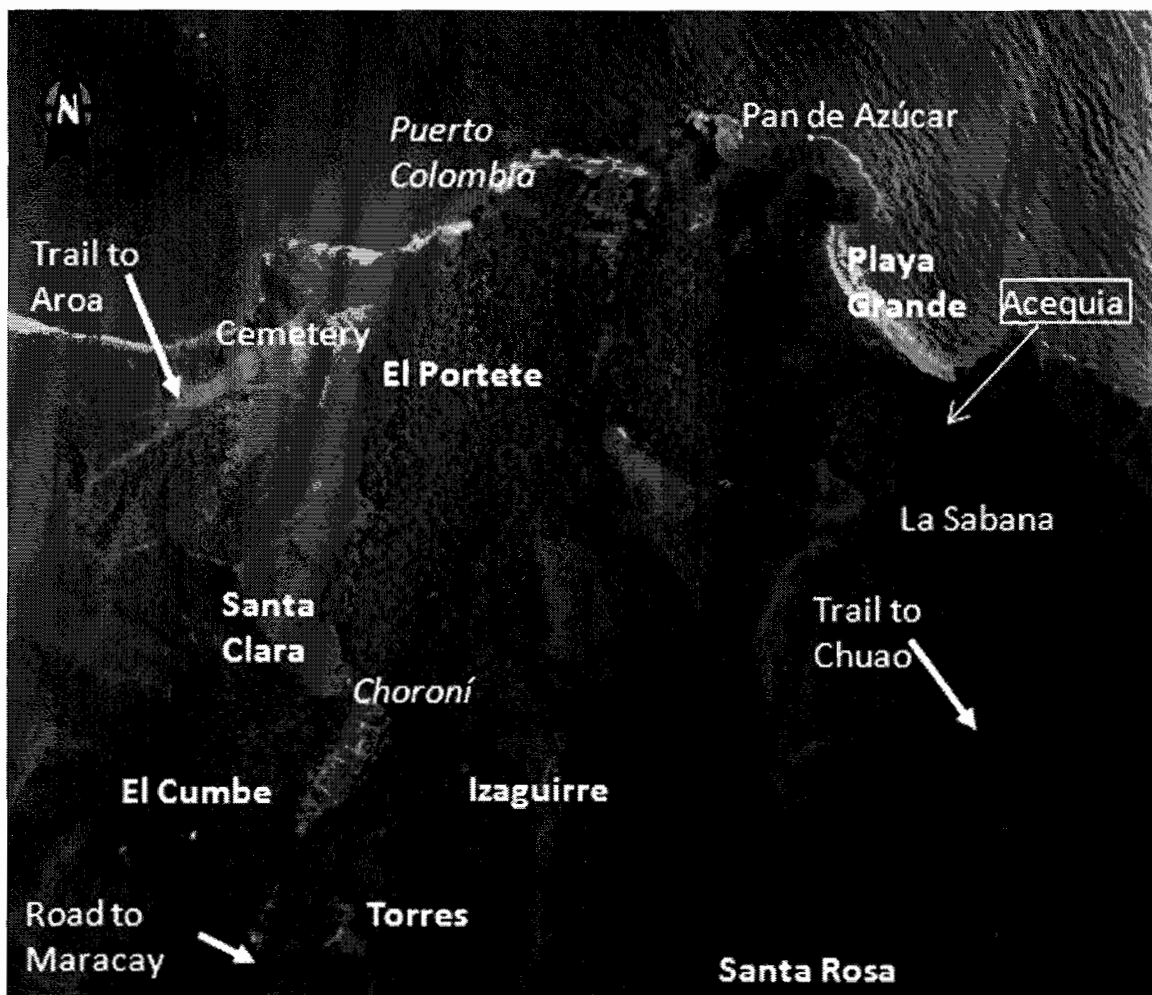 N
Puerto
Colombia
Pan de Azúcar
Trail to
Aroa
Cemetery
Playa
Grande
Acequia
El Portete
La Sabana
Santa
Clara
Trail to
Chuao
Choroní
El Cumbe
Izaguirre
Road to
Maracay
Torres
Santa Rosa